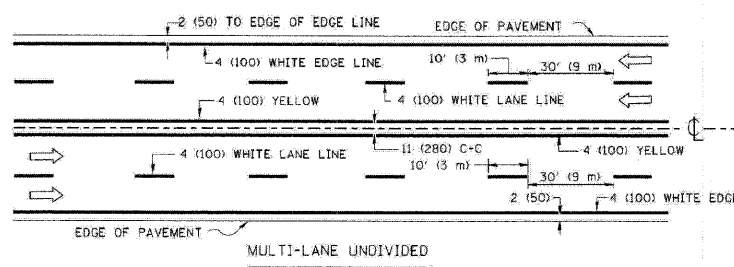 2 (50) TO EDGE OF EDGE LINE
EDGE OF PAVEMENT
4 (100) WHITE EDGE LINE
10' (3 m)
30' (9 m)
4 (100) YELLOW
4 (100) WHITE LANE LINE
CL
4 (100) WHITE LANE LINE
11 (280) C-C
4 (100) YELLOW
10' (3 m)
30' (9 m)
2 (50)
4 (100) WHITE EDGE
EDGE OF PAVEMENT
MULTI-LANE UNDIVIDED